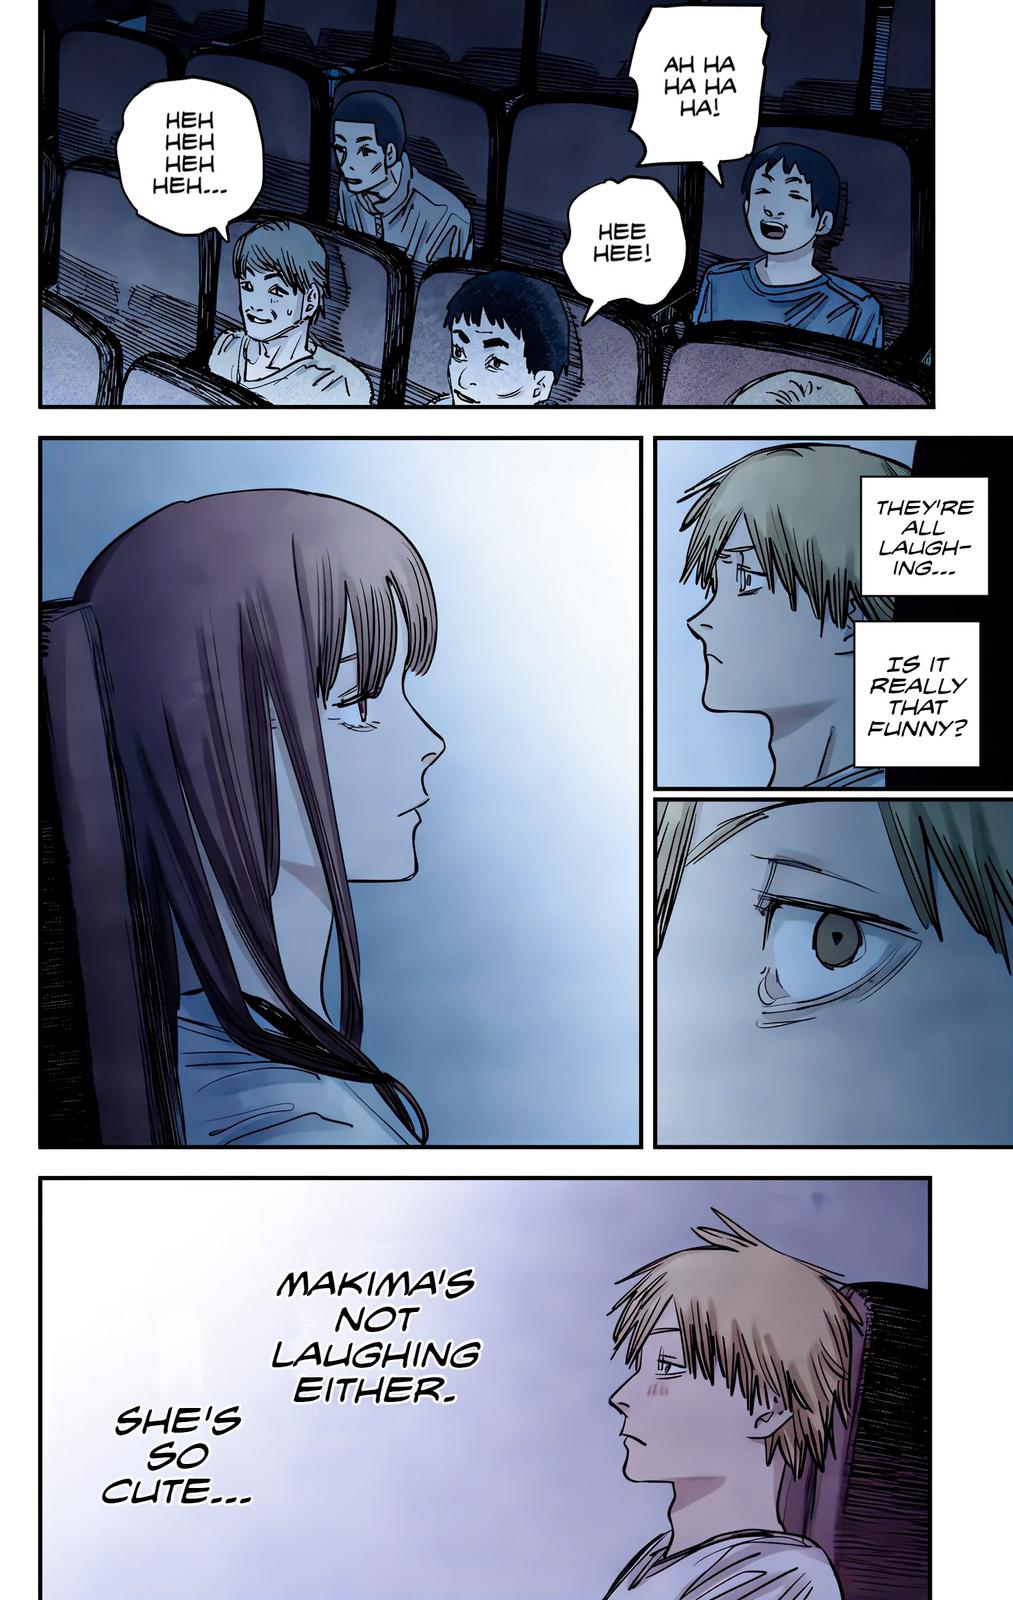 HEH
HEH
HEH
HEH...
AH HA
HA HA
HA!
HEE
HEE!
THEY'RE
ALL
LAUGH-
ING...
IS IT
REALLY
THAT
FUNNY?
MAKIMA'S
NOT
LAUGHING
EITHER.
SHE'S
SO
CUTE...